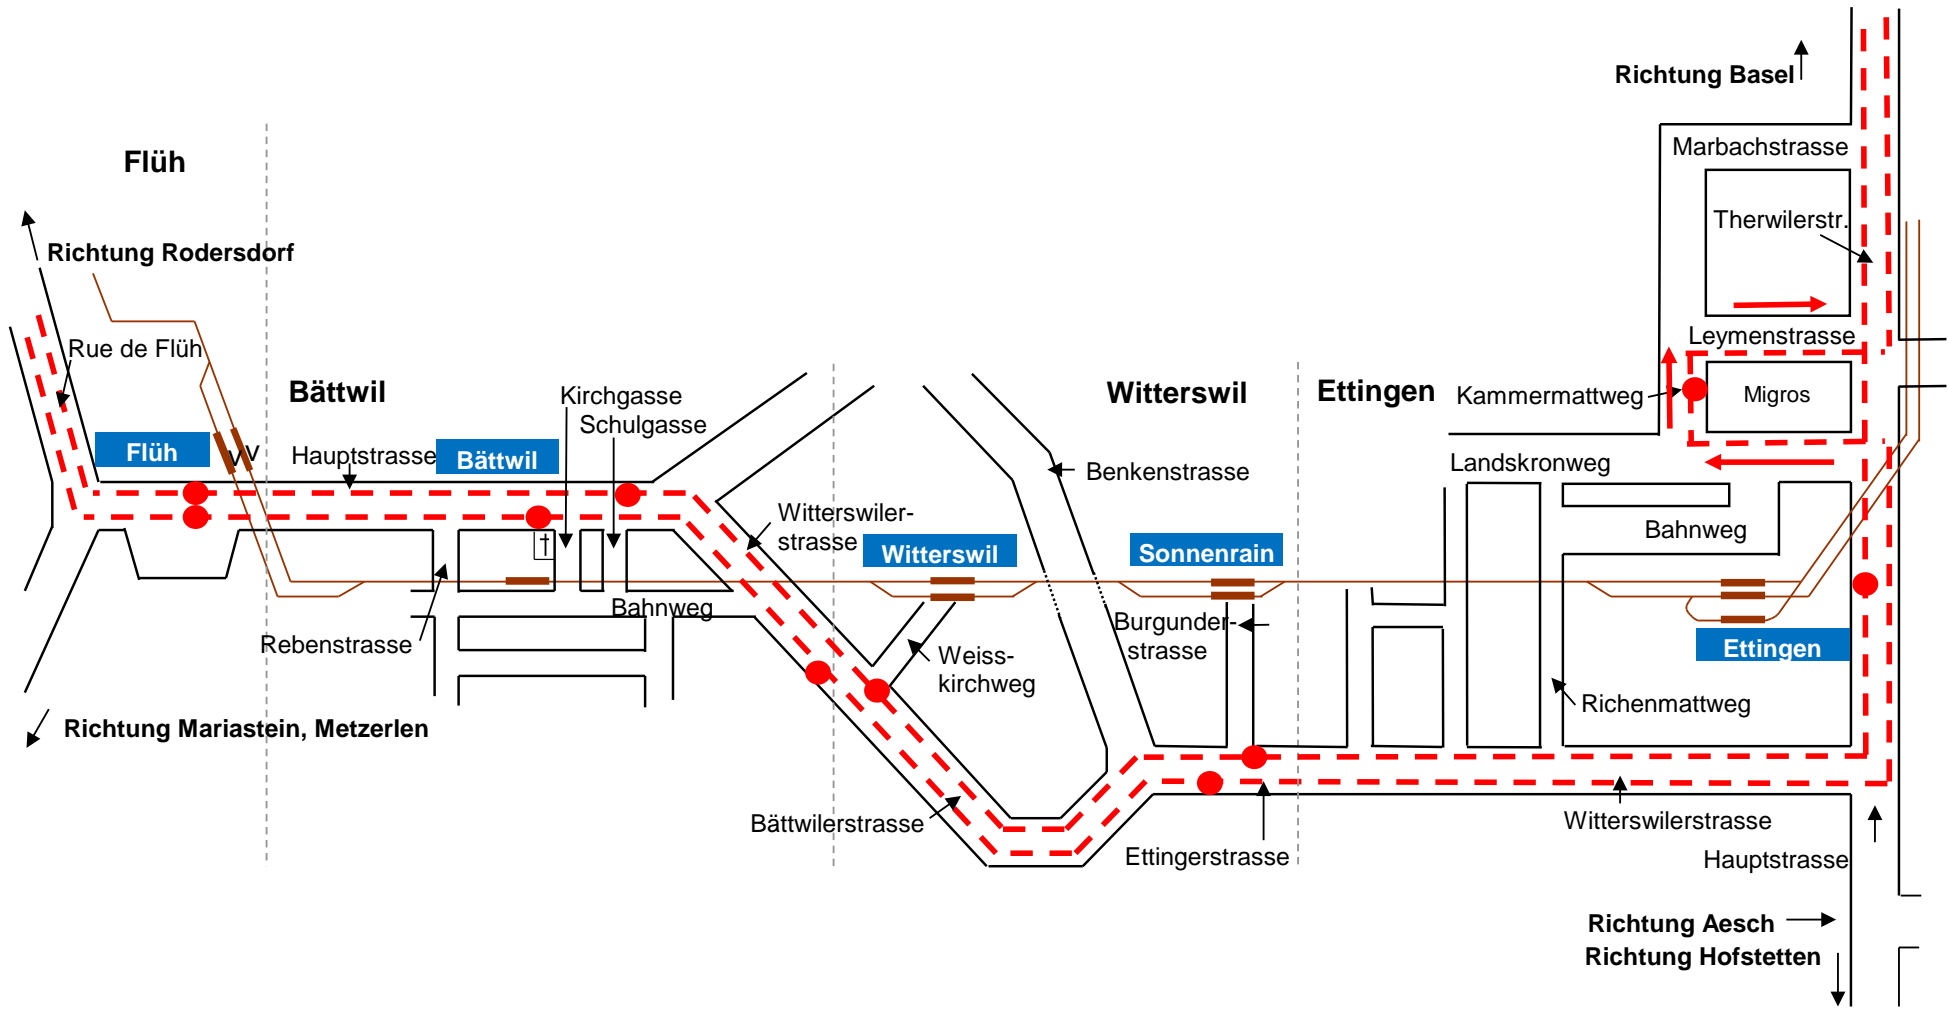 Richtung Basel
Marbachstrasse
Flüh
Therwilerstr.
Richtung Rodersdorf
Leymenstrasse
Rue de Flüh
Bättwil
Kirchgasse
Witterswil
Ettingen
Kammermattweg
Migros
Schulgasse
Flüh
V V
Hauptstrasse
Bättwil
Benkenstrasse
Landskronweg
Witterswiler-
strasse
Witterswil
Sonnenrain
Bahnweg
Bahnweg
Burgunder-
strasse
Rebenstrasse
Weiss-
kirchweg
Ettingen
Richenmattweg
Richtung Mariastein, Metzerlen
Bättwilerstrasse
Witterswilerstrasse
Ettingerstrasse
Hauptstrasse
Richtung Aesch
Richtung Hofstetten